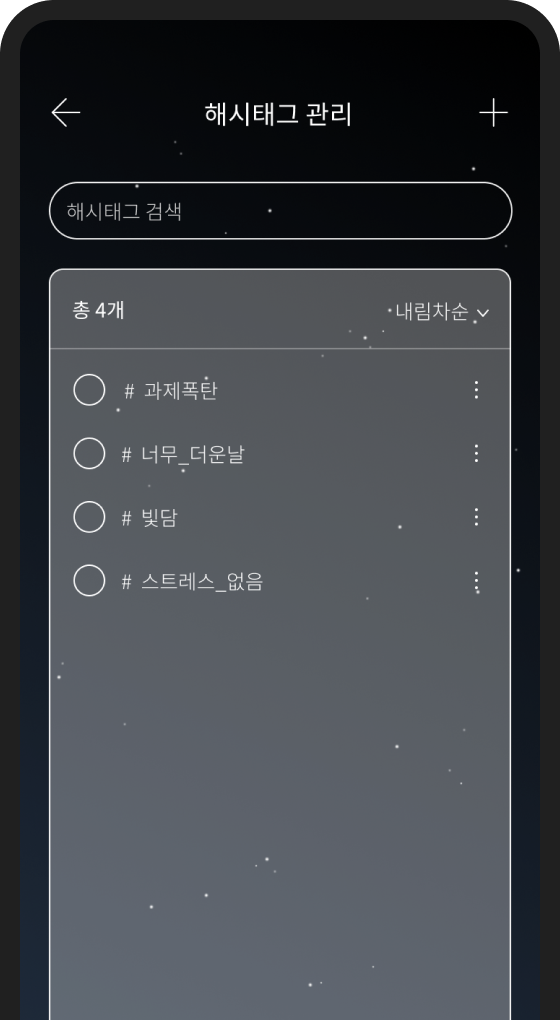 해시태그 관리
해시태그 검색
총 4개 내림차순
# 과제폭탄
# 너무_더운날
# 빛담
# 스트레스_없음